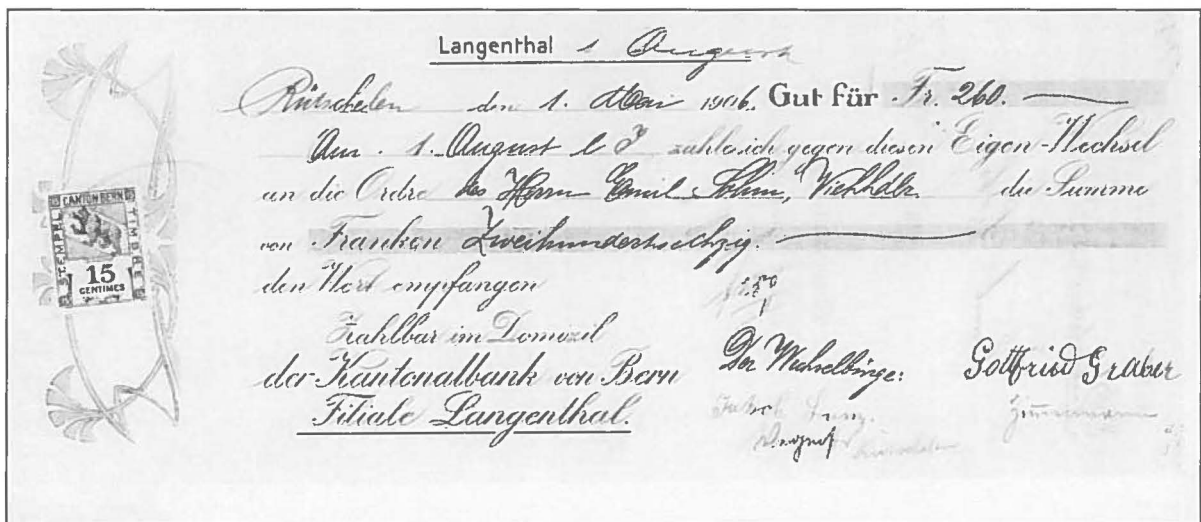 Langenthal 1 August
Rütscheden den 1. Mai 1906. Gut für Fr. 260.
Am 1. August l J zahle ich gegen diesen Eigen-Wechsel
an die Ordre des Herrn Emil Viehhdlr. die Summe
von Franken Zweihundertsechzig.
den Wert empfangen
Zahlbar im Domizil
der Kantonalbank von Bern
Filiale Langenthal.
Der Wechselbürge:
Gottfried Graber
STEMPEL CANTON BERN TIMBRE
15
CENTIMES